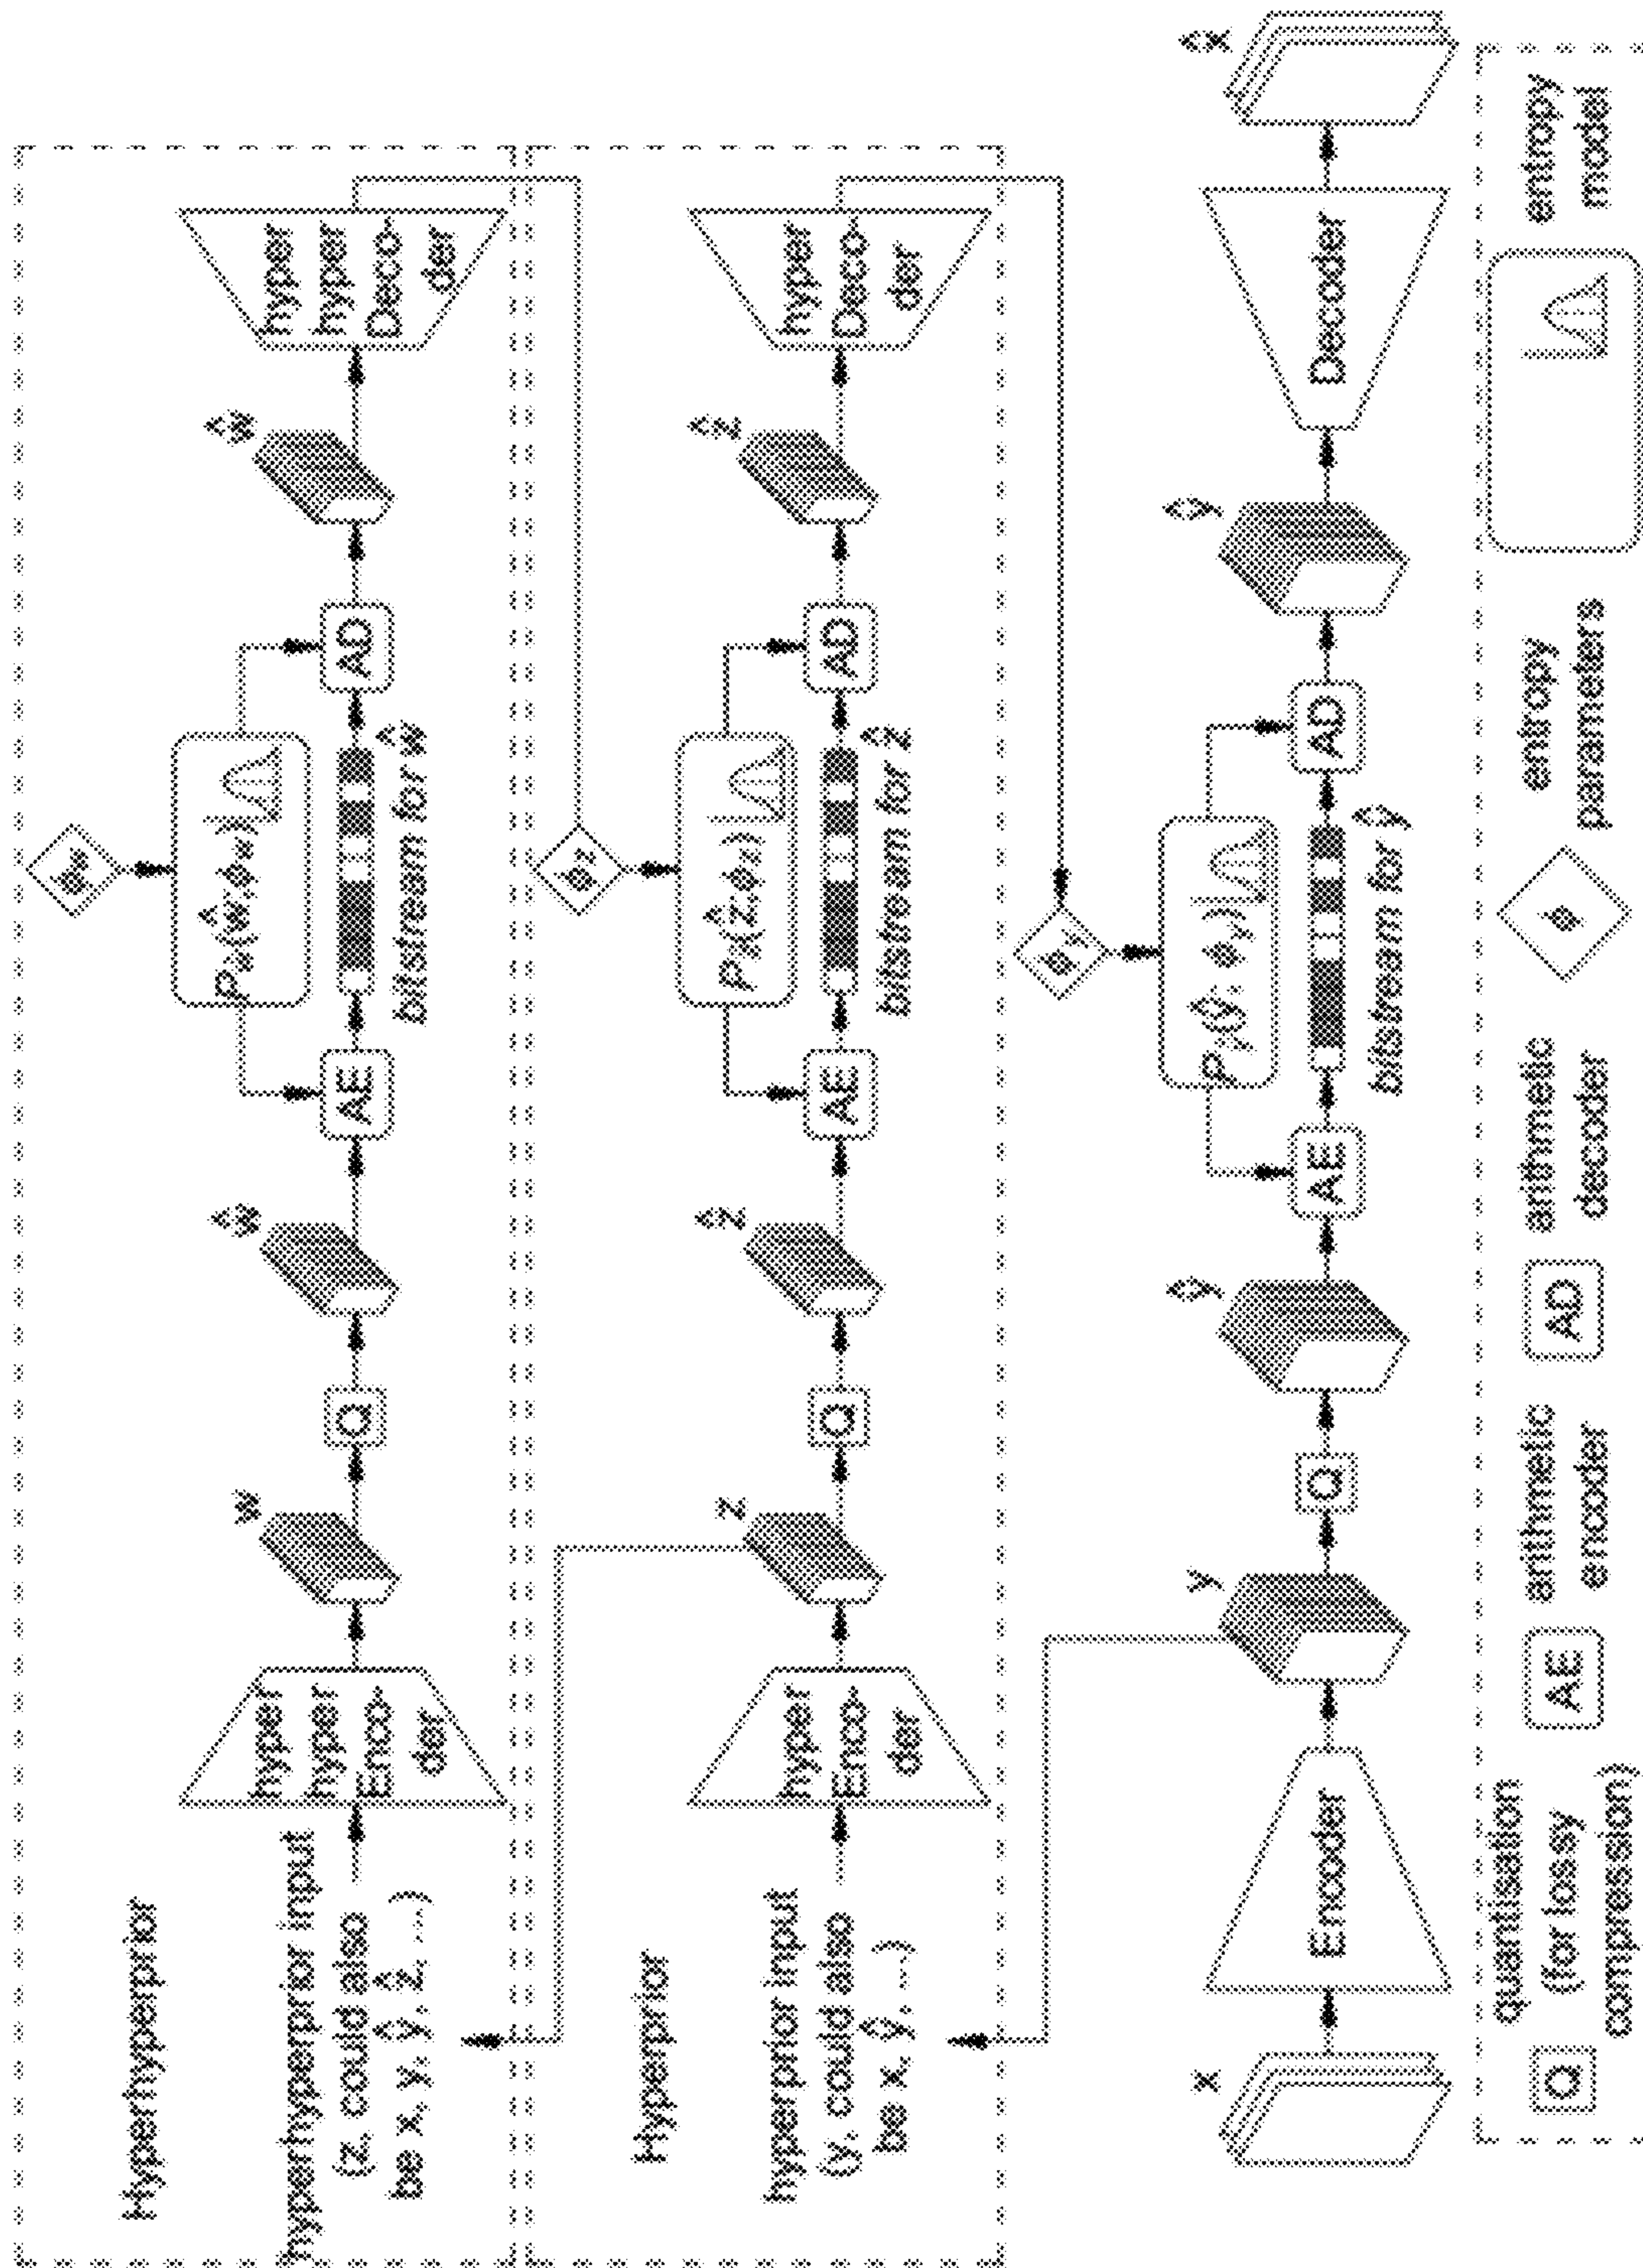 Hyperhyperprior
hyperhyperprior input
(z, could also
be x, y, ŷ, ẑ, ...)
hyper
hyper
Enco-
der
w
Q
ŵ
AE
ϕw
(ŵ;ϕw)
bitstream for ŵ
AD
ŵ
hyper
hyper
Deco-
der
Hyperprior
hyperprior input
(y, could also
be x, ŷ, ...)
hyper
Enco-
der
z
Q
ẑ
AE
ϕz
Pz(ẑ;ϕz)
bitstream for ẑ
AD
ẑ
hyper
Deco-
der
x
Encoder
y
Q
ŷ
AE
ϕy
Py(ŷ; ϕy)
bitstream for ŷ
AD
ŷ
Decoder
x̂
Q
quantisation
(for lossy
compression)
AE
arithmetic
encoder
AD
arithmetic
decoder
ϕ
entropy
parameters
entropy
model